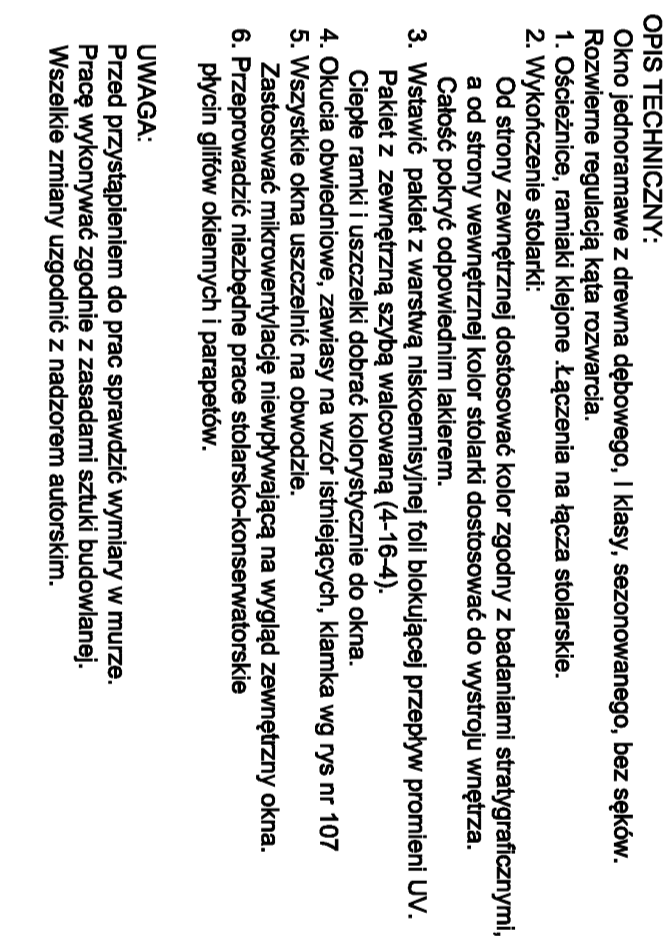 OPIS TECHNICZNY:
Okno jednoramawe z drewna dębowego, I klasy, sezonowanego, bez sęków.
Rozwierne regulacją kąta rozwarcia.
1. Ościeżnice, ramiaki klejone .Łączenia na łącza stolarskie.
2. Wykończenie stolarki:
Od strony zewnętrznej dostosować kolor zgodny z badaniami stratygraficznymi,
a od strony wewnętrznej kolor stolarki dostosować do wystroju wnętrza.
Całość pokryć odpowiednim lakierem.
3. Wstawić pakiet z warstwą niskoemisyjnej foli blokującej przepływ promieni UV.
Pakiet z zewnętrzną szybą walcowaną (4-16-4).
Ciepłe ramki i uszczelki dobrać kolorystycznie do okna.
4. Okucia obwiedniowe, zawiasy na wzór istniejących, klamka wg rys nr 107
5. Wszystkie okna uszczelnić na obwodzie.
Zastosować mikrowentylację niewpływającą na wygląd zewnętrzny okna.
6. Przeprowadzić niezbędne prace stolarsko-konserwatorskie
płycin glifów okiennych i parapetów.
UWAGA:
Przed przystąpieniem do prac sprawdzić wymiary w murze.
Pracę wykonywać zgodnie z zasadami sztuki budowlanej.
Wszelkie zmiany uzgodnić z nadzorem autorskim.